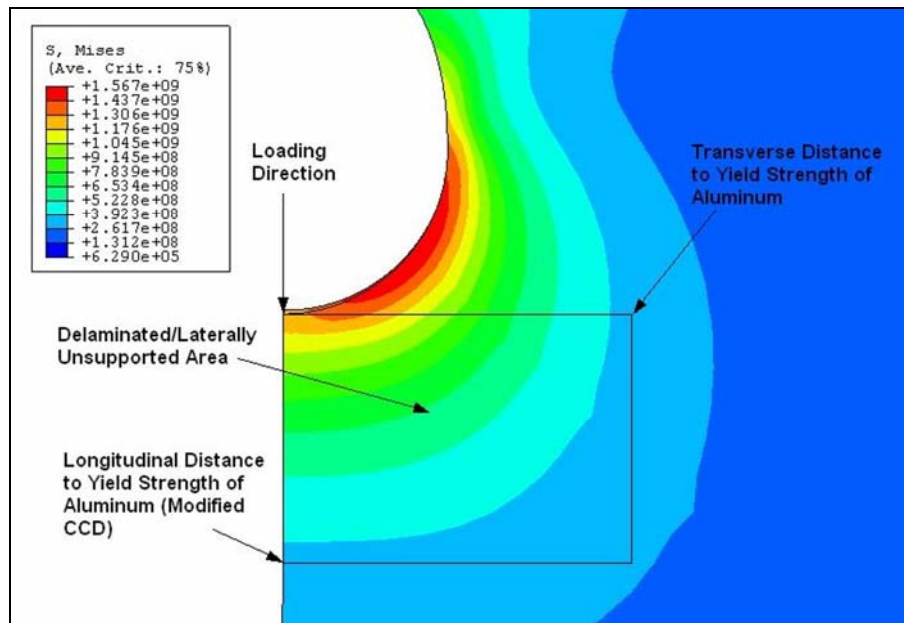 S, Mises
(Ave. Crit.: 75%)
+1.567e+09
+1.437e+09
+1.306e+09
+1.176e+09
+1.045e+09
+9.145e+08
+7.839e+08
+6.534e+08
+5.228e+08
+3.923e+08
+2.617e+08
+1.312e+08
+6.290e+05
Loading
Direction
Transverse Distance
to Yield Strength of
Aluminum
Delaminated/Laterally
Unsupported Area
Longitudinal Distance
to Yield Strength of
Aluminum (Modified
CCD)